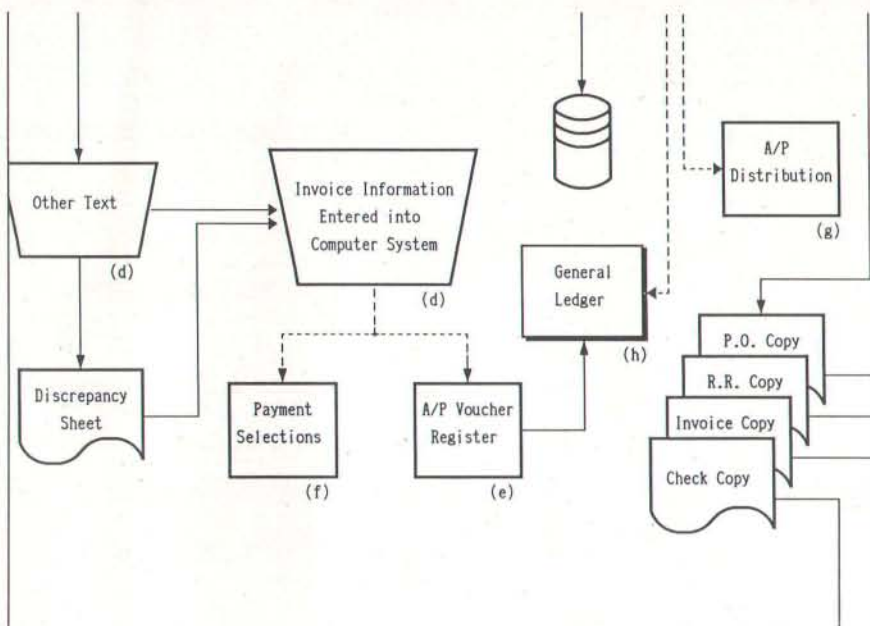 A/P
Distribution
(g)
Other Text
(d)
Invoice Information
Entered into
Computer System
(d)
General
Ledger
(h)
P.O. Copy
R.R. Copy
Invoice Copy
Check Copy
Discrepancy
Sheet
Payment
Selections
(f)
A/P Voucher
Register
(e)